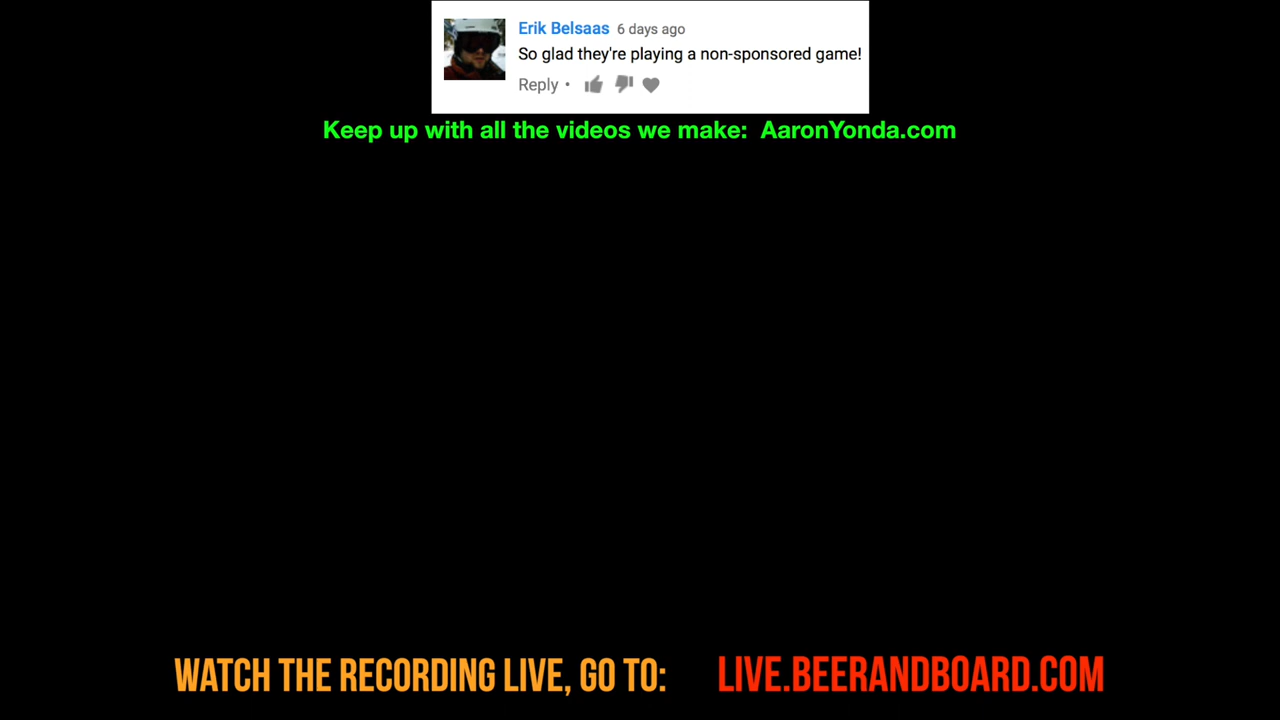 Erik Belsaas 6 days ago
So glad they're playing a non-sponsored game!
Reply •
Keep up with all the videos we make: AaronYonda.com
WATCH THE RECORDING LIVE, GO TO: LIVE.BEERANDBOARD.COM